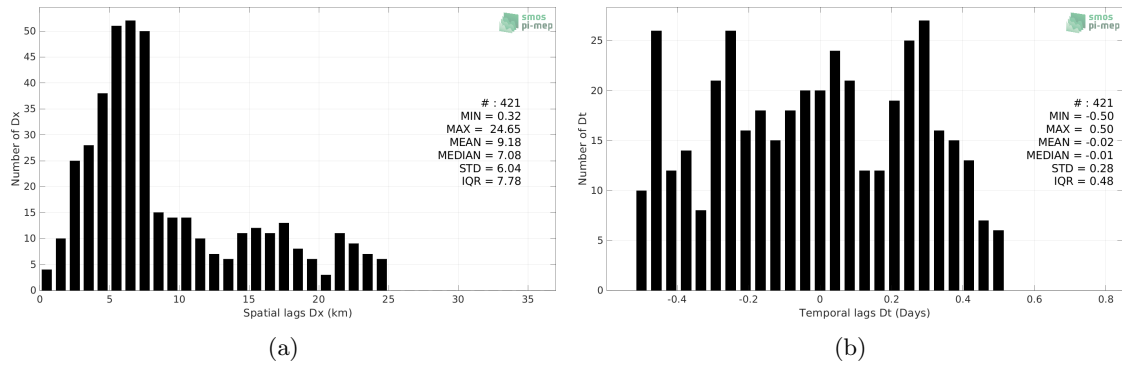 smos
pi-mep
50
45
40
35
30
25
20
15
10
5
0
Number of Dx
# : 421
MIN = 0.32
MAX = 24.65
MEAN = 9.18
MEDIAN = 7.08
STD = 6.04
IQR = 7.78
0 5 10 15 20 25 30 35
Spatial lags Dx (km)
(a)
smos
pi-mep
25
20
15
10
5
0
Number of Dt
# : 421
MIN = -0.50
MAX = 0.50
MEAN = -0.02
MEDIAN = -0.01
STD = 0.28
IQR = 0.48
-0.4 -0.2 0 0.2 0.4 0.6 0.8
Temporal lags Dt (Days)
(b)